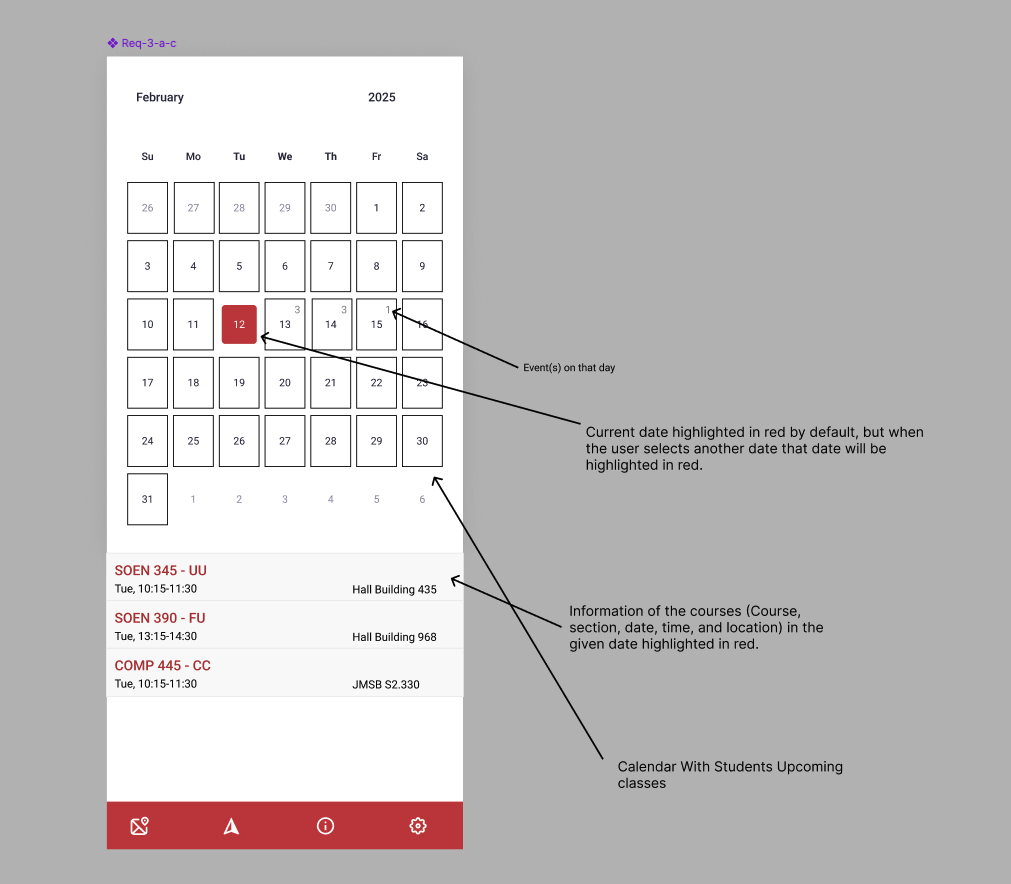 Req-3-a-c
February 2025
Su Mo Tu We Th Fr Sa
26 27 28 29 30 1 2
3 4 5 6 7 8 9
3 3 1
10 11 12 13 14 15 16
Event(s) on that day
17 18 19 20 21 22 23
Current date highlighted in red by default, but when
the user selects another date that date will be
highlighted in red.
24 25 26 27 28 29 30
31 1 2 3 4 5 6
SOEN 345 - UU
Tue, 10:15-11:30 Hall Building 435
SOEN 390 - FU
Tue, 13:15-14:30 Hall Building 968
COMP 445 - CC
Tue, 10:15-11:30 JMSB S2.330
Information of the courses (Course,
section, date, time, and location) in the
given date highlighted in red.
Calendar With Students Upcoming
classes